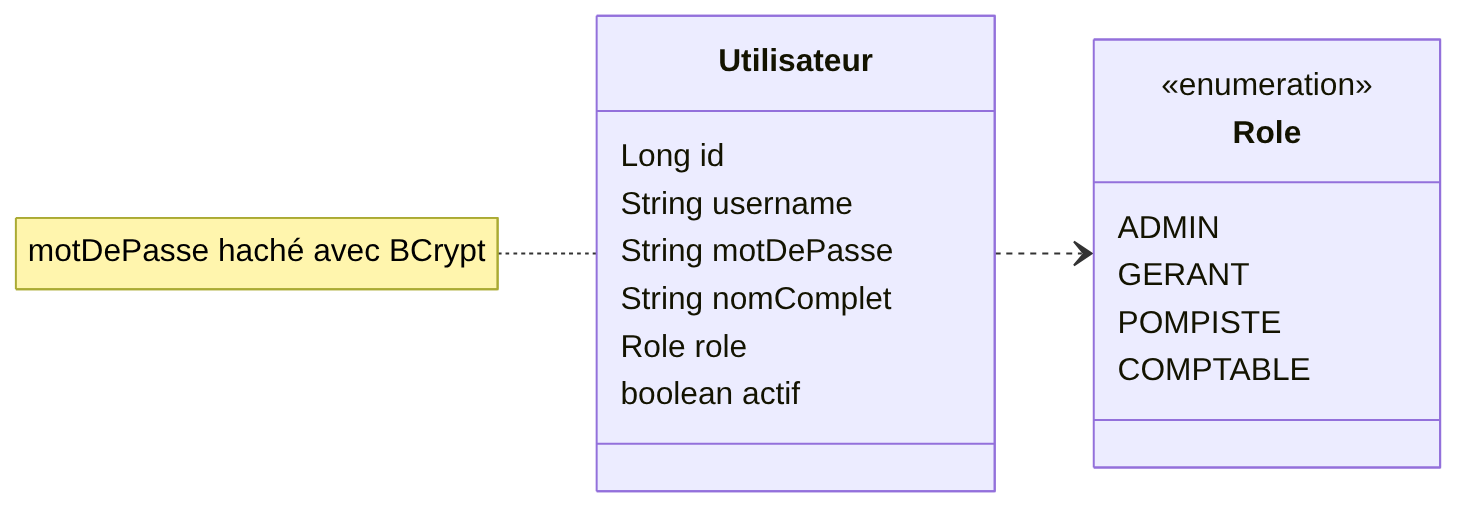 motDePasse haché avec BCrypt
Utilisateur
Long id
String username
String motDePasse
String nomComplet
Role role
boolean actif
«enumeration»
Role
ADMIN
GERANT
POMPISTE
COMPTABLE